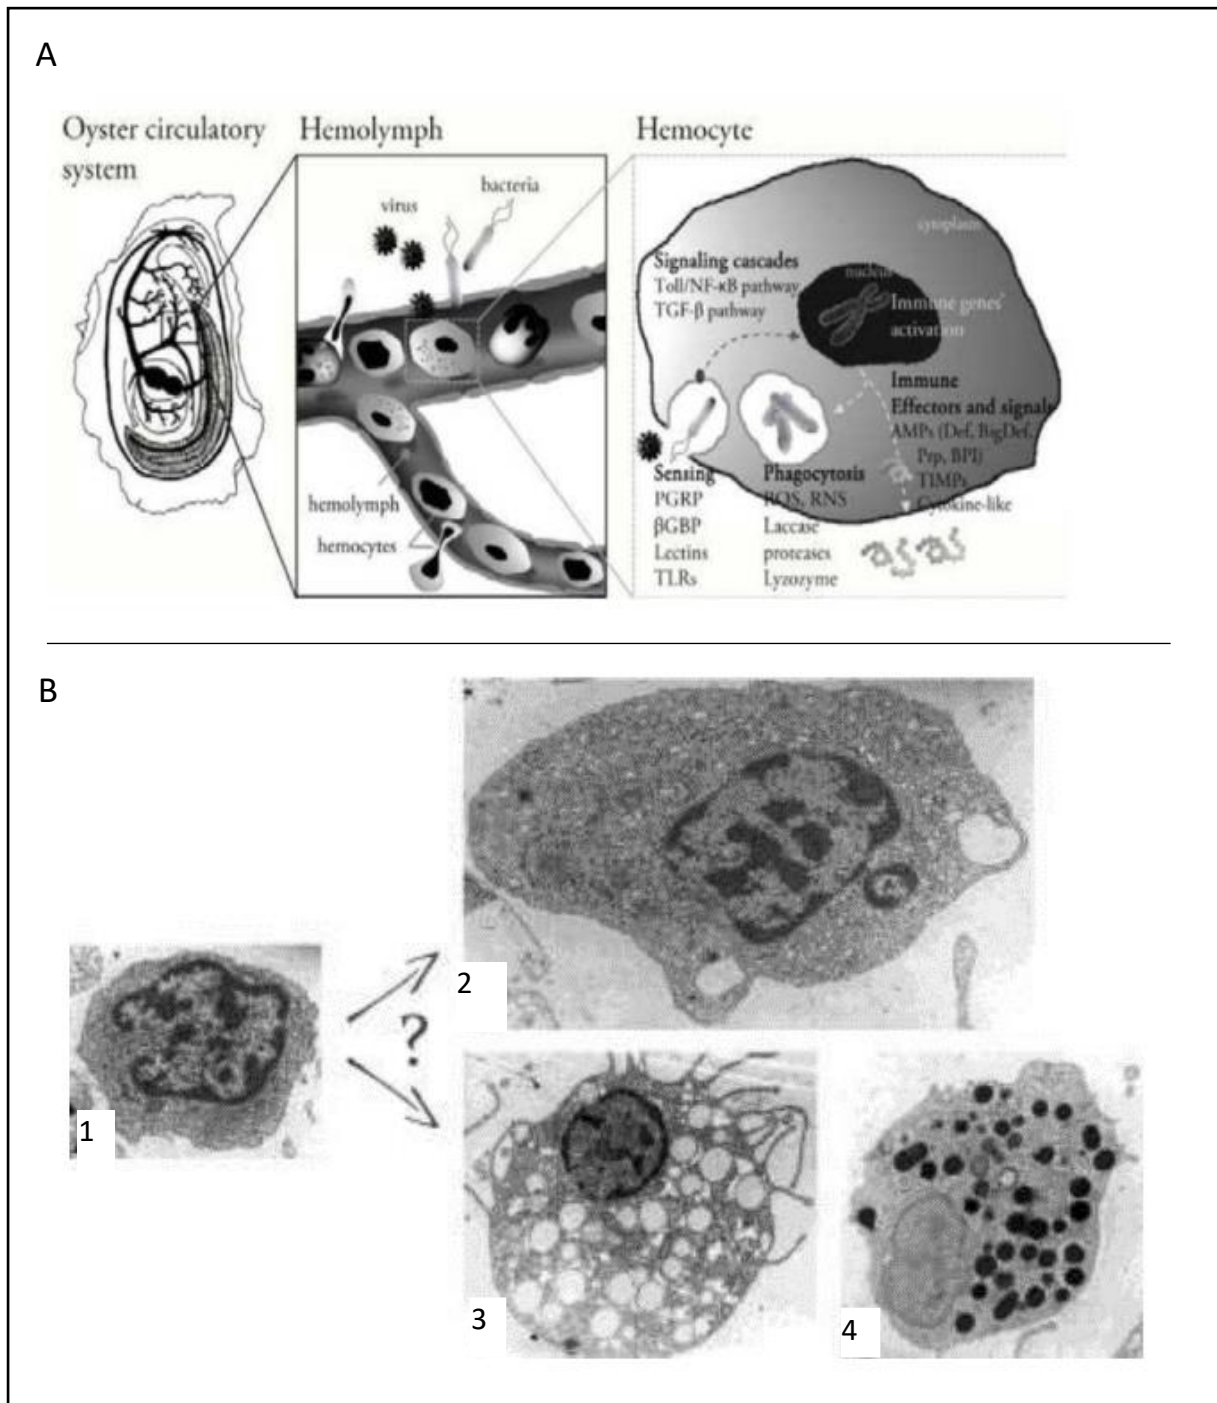 A
Oyster circulatory
system
Hemolymph
Hemocyte
virus
bacteria
hemolymph
hemocytes
cytoplasm
nucleus
Signaling cascades
Toll/NF-κB pathway
TGF-β pathway
Immune genes'
activation
Immune
Effectors and signals
AMPs (Def, BigDef,
Prp, BPI)
TIMPs
Cytokine-like
Sensing
PGRP
βGBP
Lectins
TLRs
Phagocytosis
ROS, RNS
Laccase
proteases
Lyzozyme
B
1
?
2
3
4